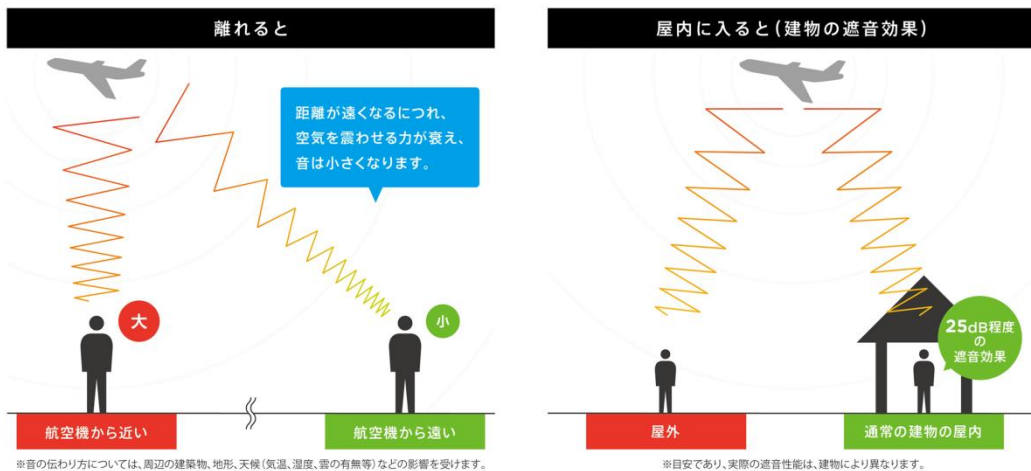 離れると
距離が遠くなるにつれ、
空気を震わせる力が衰え、
音は小さくなります。
大
小
航空機から近い
航空機から遠い
※音の伝わり方については、周辺の建築物、地形、天候(気温、湿度、雲の有無等)などの影響を受けます。
屋内に入ると(建物の遮音効果)
25dB程度
の
遮音効果
屋外
通常の建物の屋内
※目安であり、実際の遮音性能は、建物により異なります。